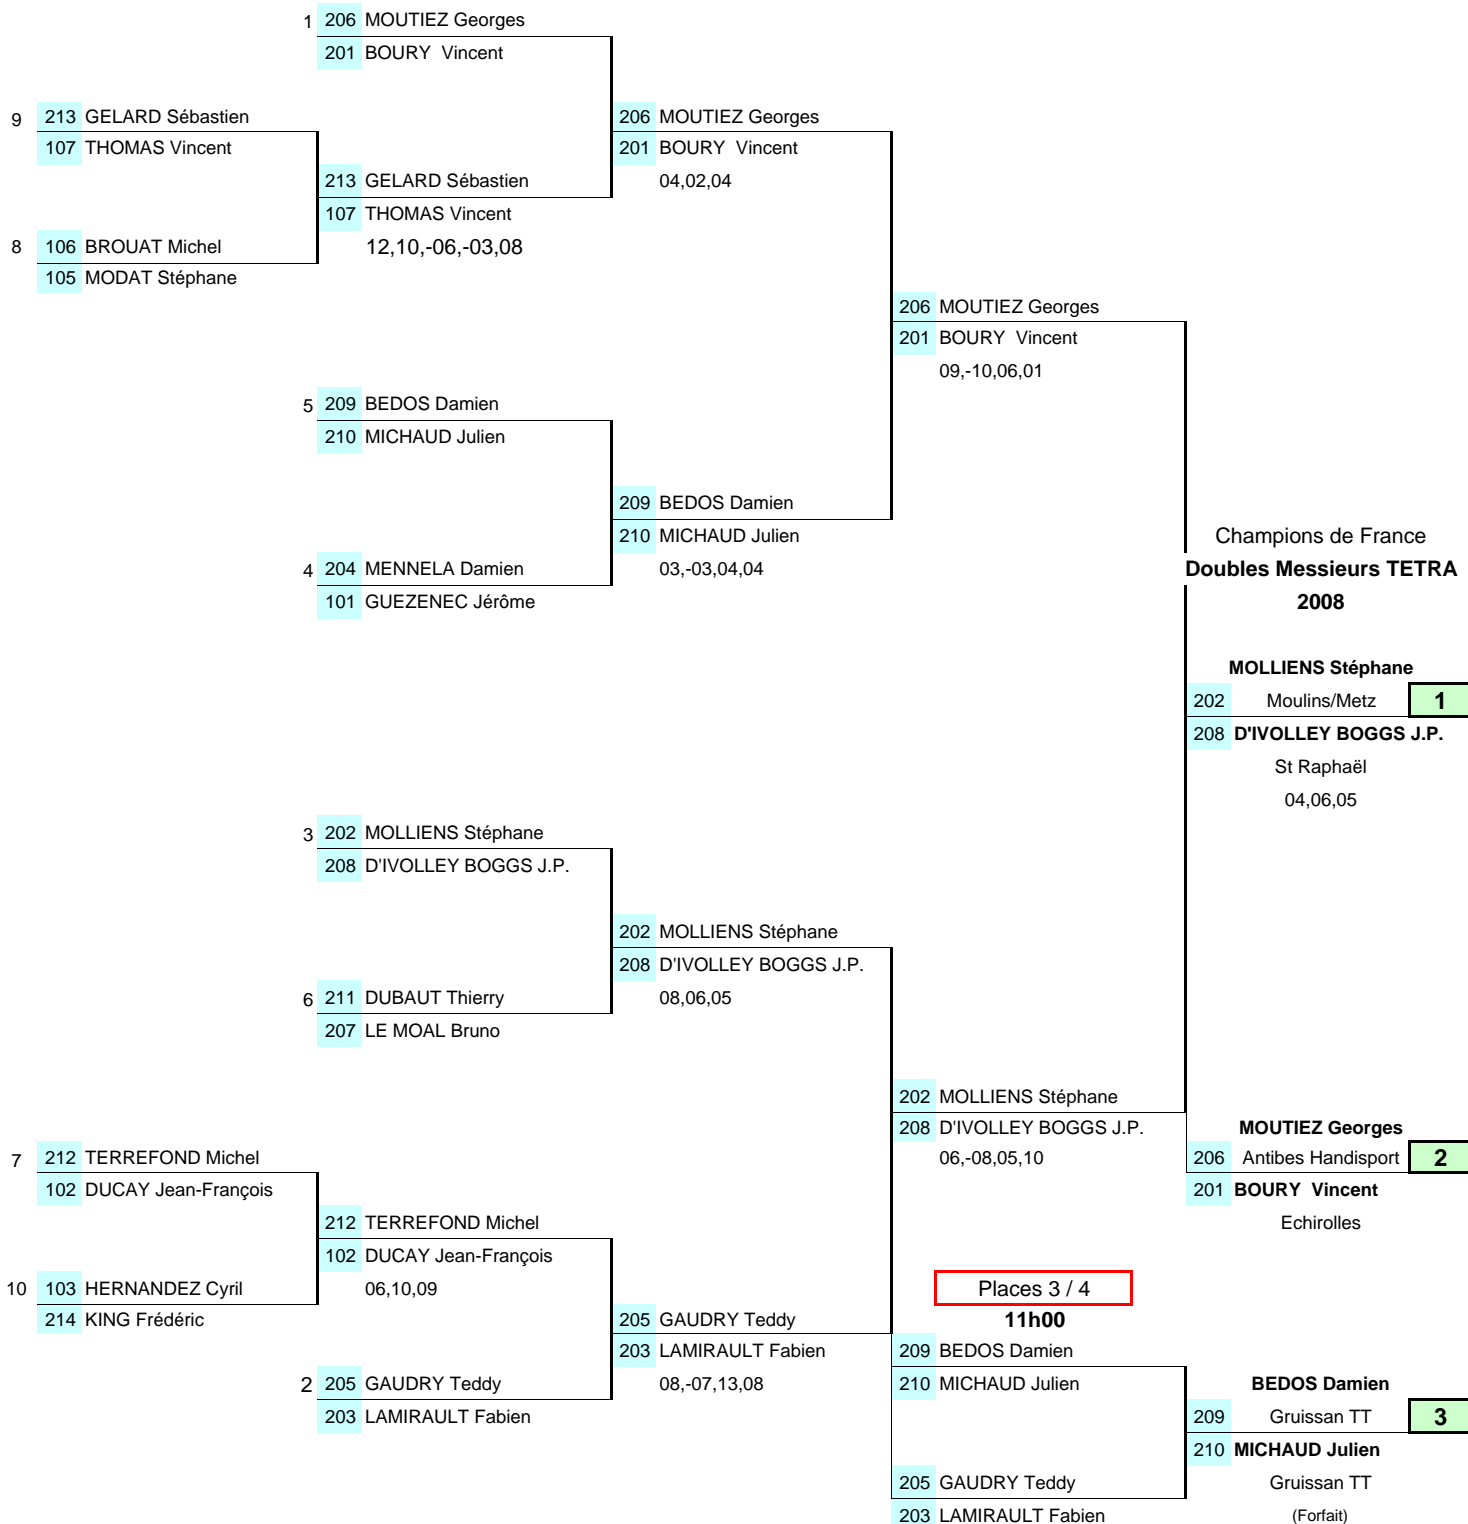 1 206 MOUTIEZ Georges
201 BOURY  Vincent
9 213 GELARD Sébastien
107 THOMAS Vincent
213 GELARD Sébastien
107 THOMAS Vincent
12,10,-06,-03,08
8 106 BROUAT Michel
105 MODAT Stéphane
206 MOUTIEZ Georges
201 BOURY  Vincent
04,02,04
5 209 BEDOS Damien
210 MICHAUD Julien
4 204 MENNELA Damien
101 GUEZENEC Jérôme
209 BEDOS Damien
210 MICHAUD Julien
03,-03,04,04
206 MOUTIEZ Georges
201 BOURY  Vincent
09,-10,06,01
Champions de France
Doubles Messieurs TETRA
2008
MOLLIENS Stéphane
202 Moulins/Metz 1
208 D'IVOLLEY BOGGS J.P.
St Raphaël
04,06,05
3 202 MOLLIENS Stéphane
208 D'IVOLLEY BOGGS J.P.
6 211 DUBAUT Thierry
207 LE MOAL Bruno
202 MOLLIENS Stéphane
208 D'IVOLLEY BOGGS J.P.
08,06,05
202 MOLLIENS Stéphane
208 D'IVOLLEY BOGGS J.P.
06,-08,05,10
MOUTIEZ Georges
206 Antibes Handisport 2
201 BOURY  Vincent
Echirolles
7 212 TERREFOND Michel
102 DUCAY Jean-François
212 TERREFOND Michel
102 DUCAY Jean-François
06,10,09
10 103 HERNANDEZ Cyril
214 KING Frédéric
205 GAUDRY Teddy
203 LAMIRAULT Fabien
08,-07,13,08
2 205 GAUDRY Teddy
203 LAMIRAULT Fabien
Places 3 / 4
11h00
209 BEDOS Damien
210 MICHAUD Julien
205 GAUDRY Teddy
203 LAMIRAULT Fabien
BEDOS Damien
209 Gruissan TT 3
210 MICHAUD Julien
Gruissan TT
(Forfait)